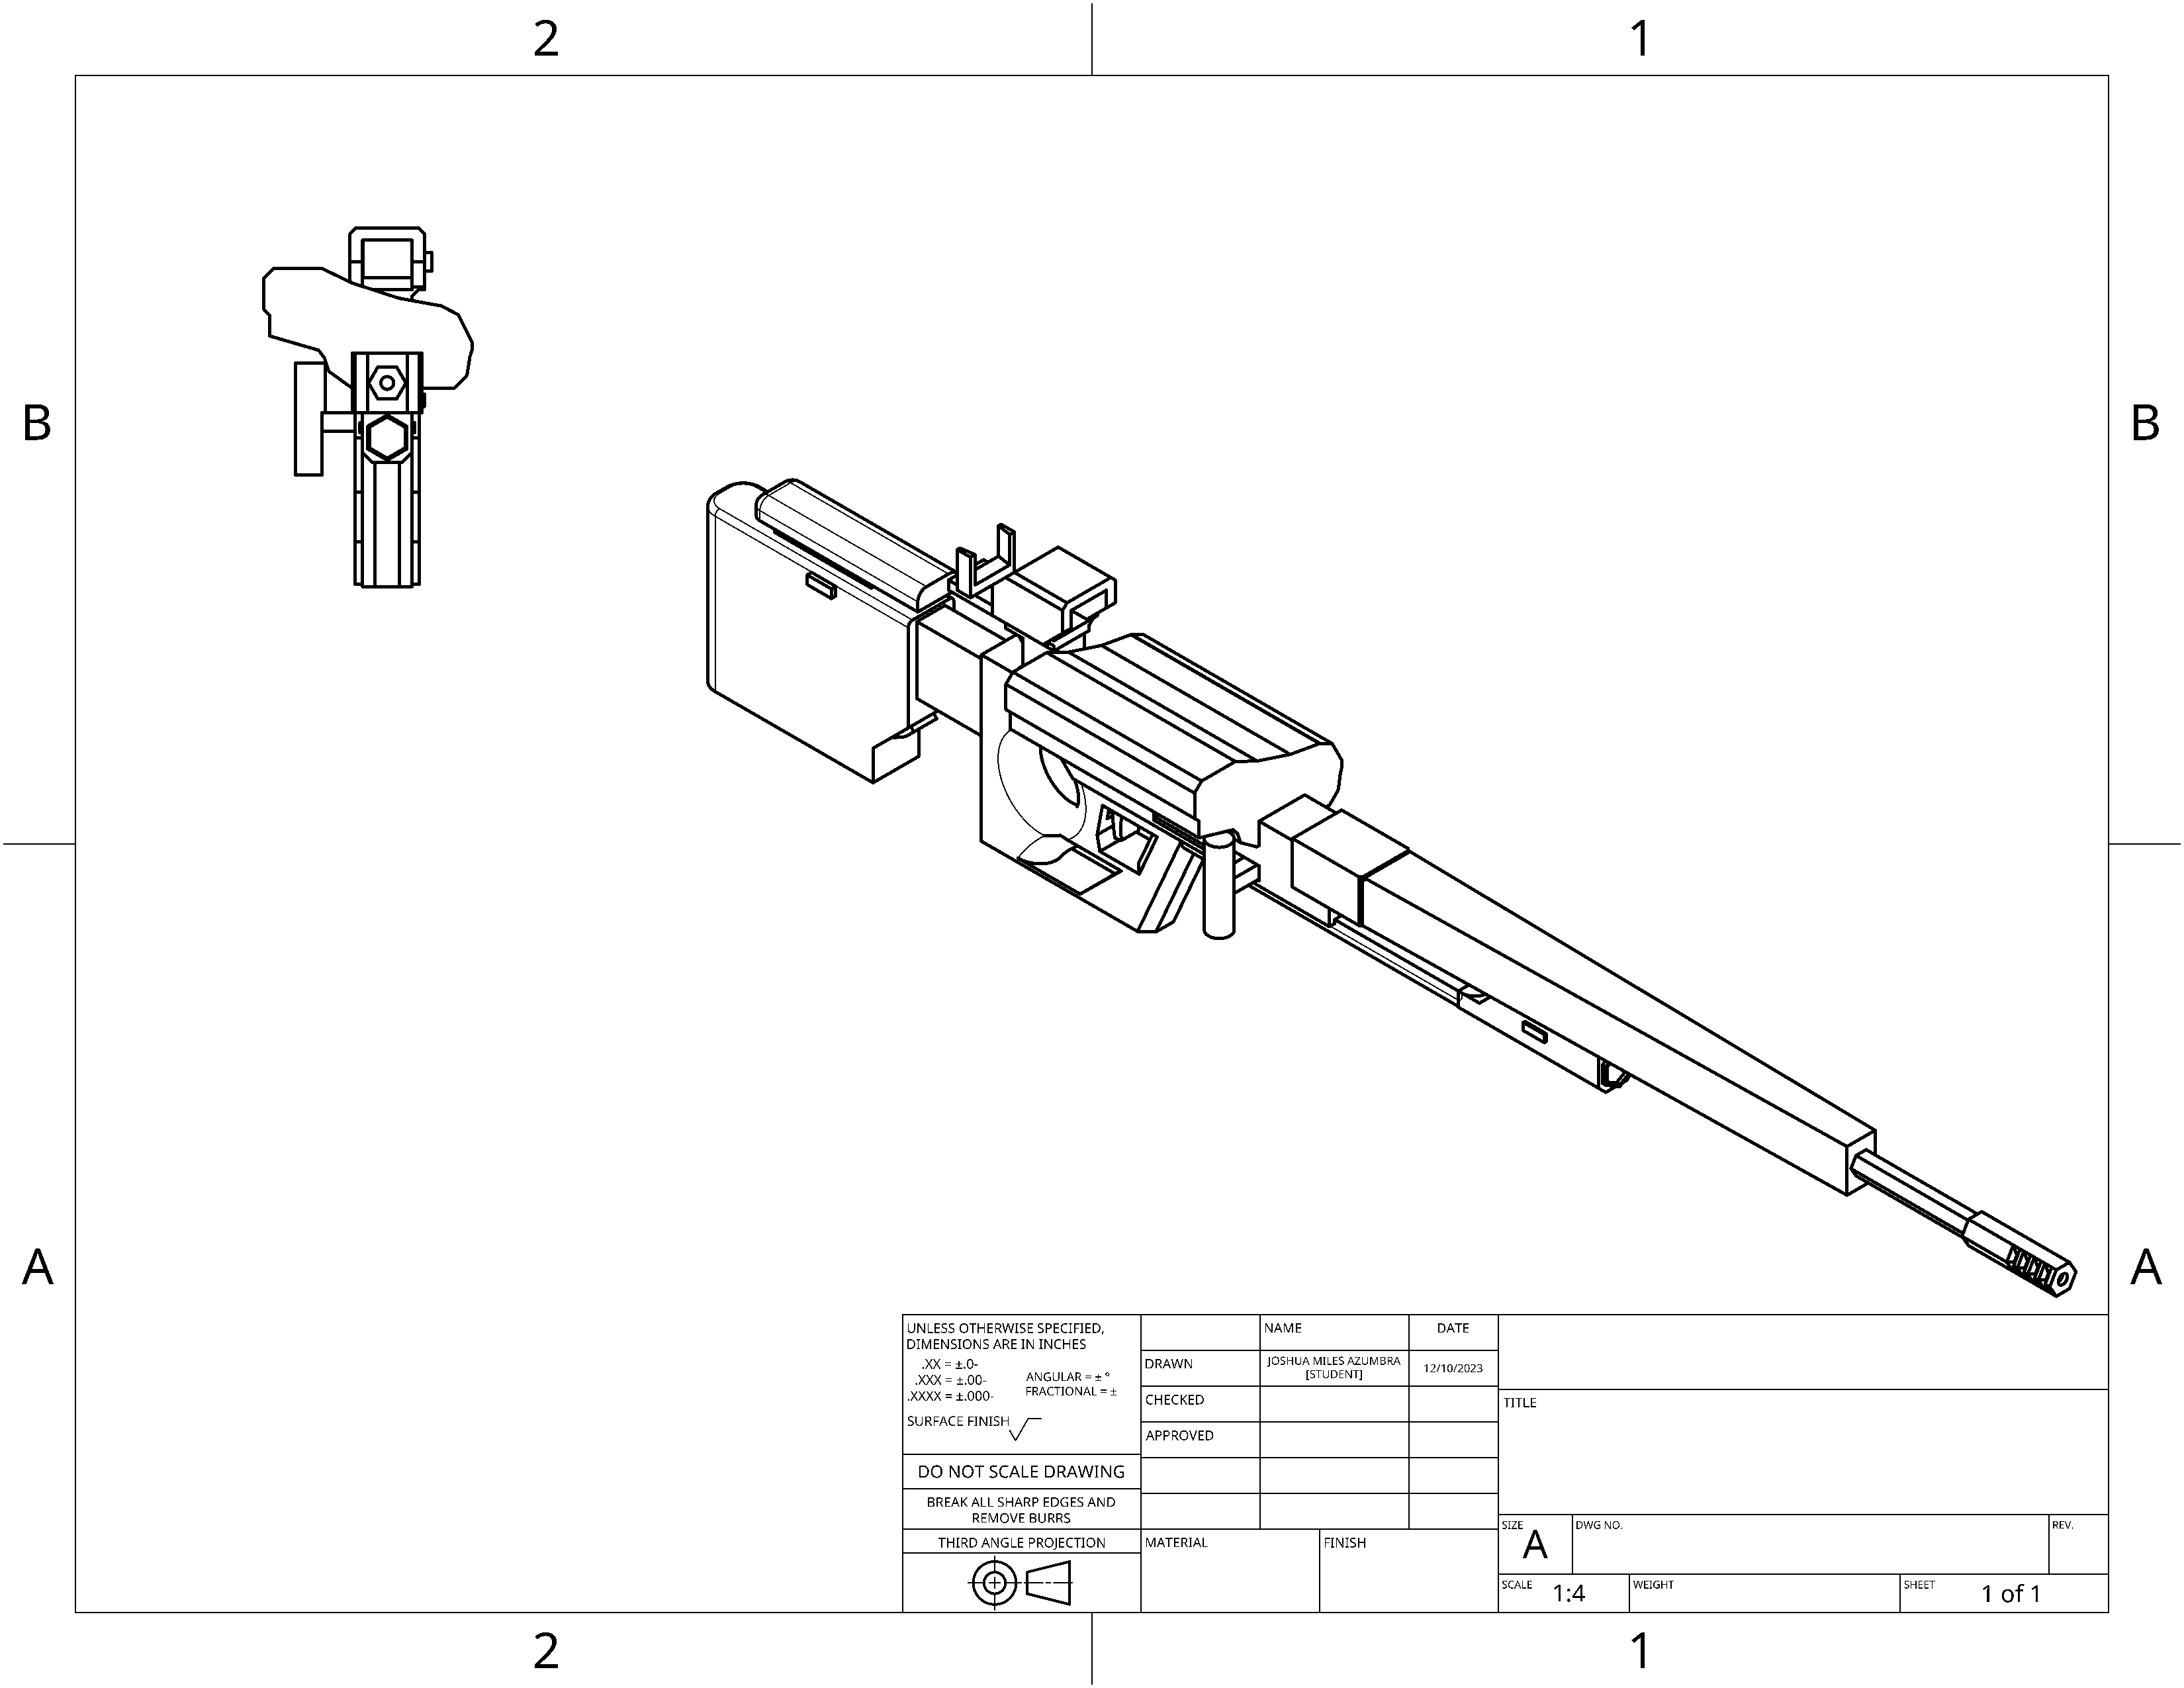 2 1
B B
A A
UNLESS OTHERWISE SPECIFIED,
DIMENSIONS ARE IN INCHES
.XX = ±.0-
.XXX = ±.00-
.XXXX = ±.000-
ANGULAR = ± °
FRACTIONAL = ±
SURFACE FINISH
DO NOT SCALE DRAWING
BREAK ALL SHARP EDGES AND
REMOVE BURRS
THIRD ANGLE PROJECTION
NAME DATE
DRAWN JOSHUA MILES AZUMBRA
[STUDENT] 12/10/2023
CHECKED
APPROVED
MATERIAL FINISH
TITLE
SIZE A DWG NO. REV.
SCALE 1:4 WEIGHT SHEET 1 of 1
2 1